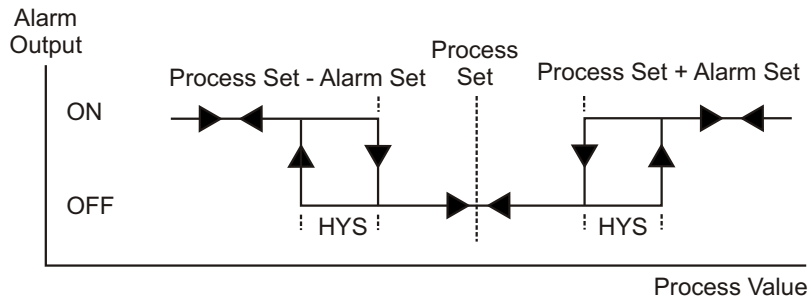 Alarm
Output
Process
Set
Process Set - Alarm Set
Process Set + Alarm Set
ON
OFF
HYS
HYS
Process Value